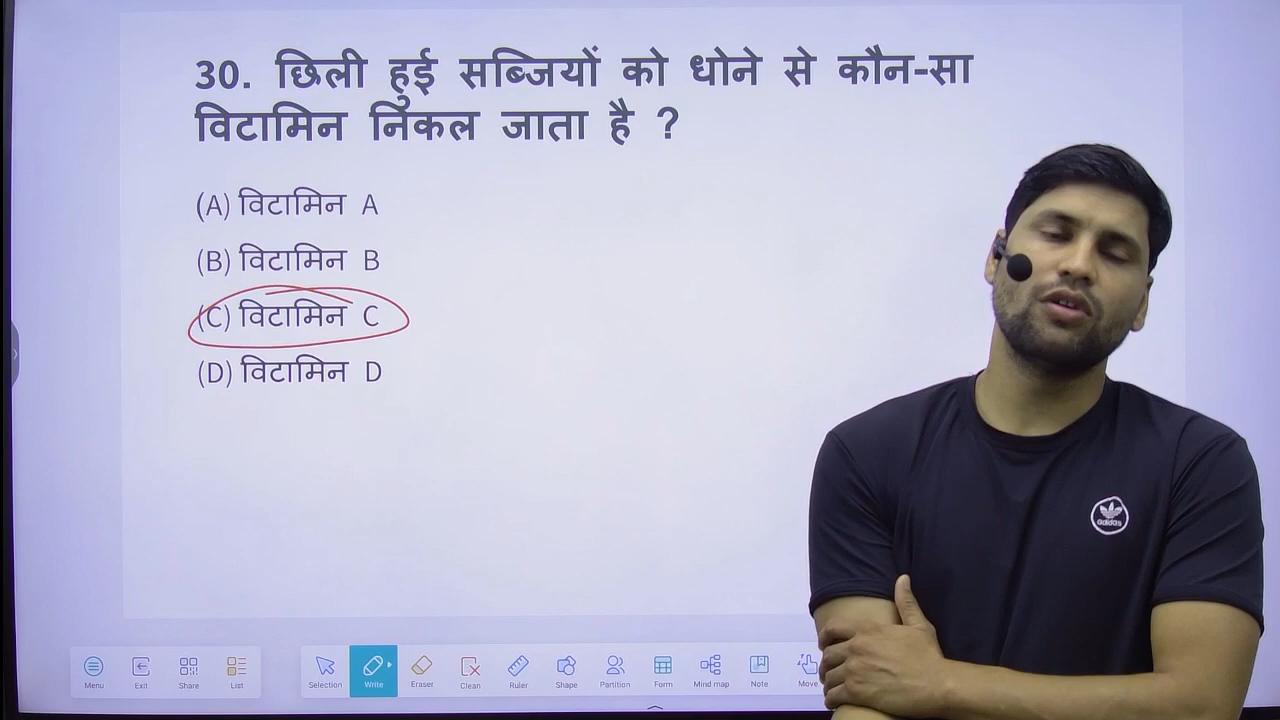 30. छिली हुई सब्जियों को धोने से कौन-सा
विटामिन निकल जाता है ?
(A) विटामिन A
(B) विटामिन B
(C) विटामिन C
(D) विटामिन D
adidas
Menu Exit Share List Selection Write Eraser Clean Ruler Shape Partition Form Mind map Note Move